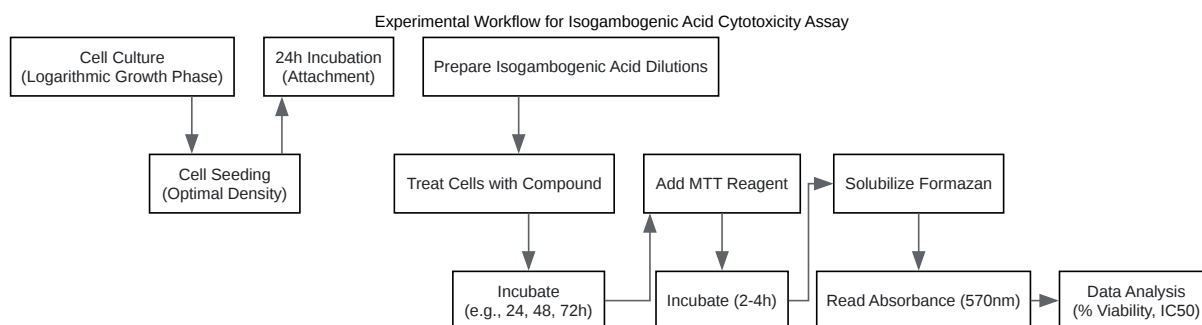 Experimental Workflow for Isogambogenic Acid Cytotoxicity Assay
Cell Culture
(Logarithmic Growth Phase)
24h Incubation
(Attachment)
Prepare Isogambogenic Acid Dilutions
Cell Seeding
(Optimal Density)
Treat Cells with Compound
Add MTT Reagent
Solubilize Formazan
Incubate
(e.g., 24, 48, 72h)
Incubate (2-4h)
Read Absorbance (570nm)
Data Analysis
(% Viability, IC50)